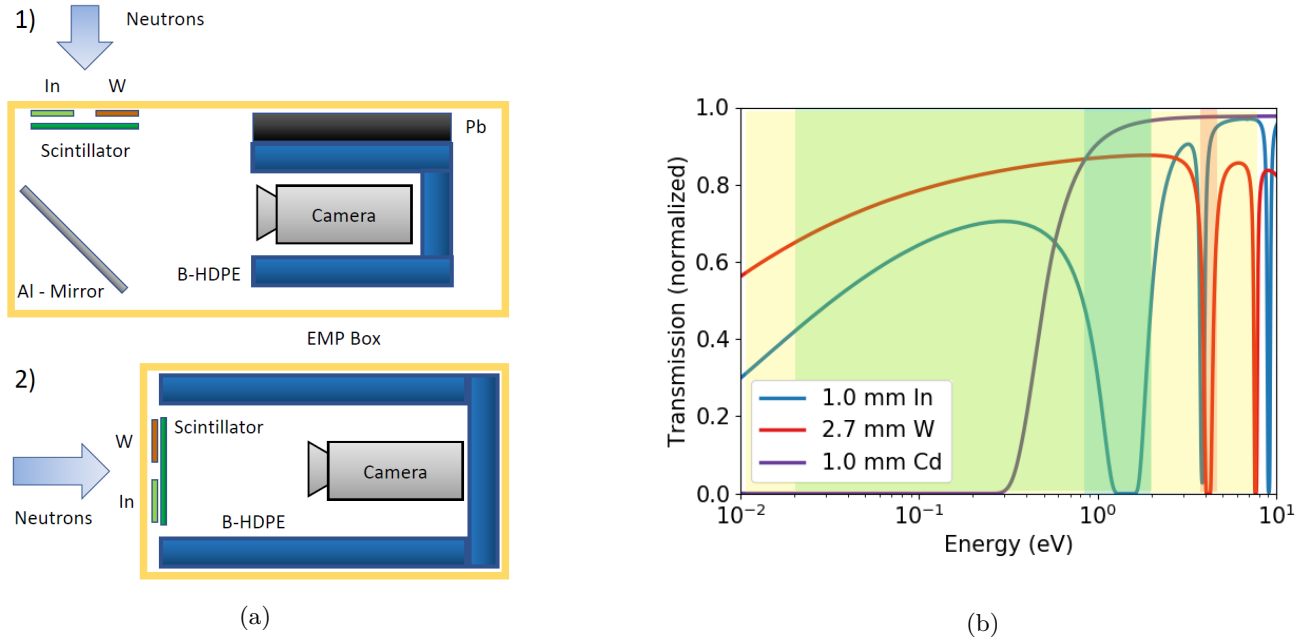 1)
Neutrons
In
W
Scintillator
Pb
Camera
B-HDPE
Al - Mirror
EMP Box
2)
Neutrons
W
In
Scintillator
Camera
B-HDPE
(a)
Transmission (normalized)
1.0
0.8
0.6
0.4
0.2
0.0
1.0 mm In
2.7 mm W
1.0 mm Cd
10⁻²
10⁻¹
10⁰
10¹
Energy (eV)
(b)